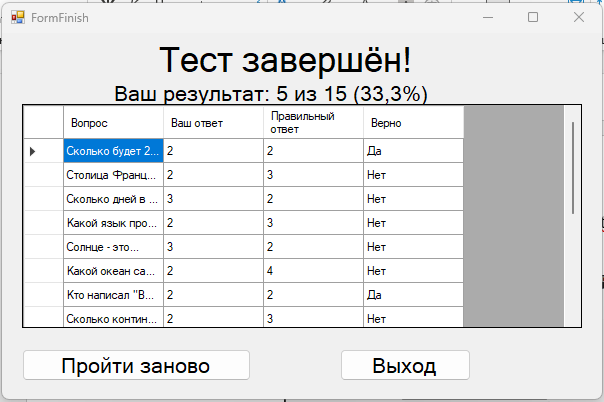 FormFinish
Тест завершён!
Ваш результат: 5 из 15 (33,3%)
Вопрос Ваш ответ Правильный ответ Верно
Сколько будет 2... 2 2 Да
Столица Франц... 2 3 Нет
Сколько дней в ... 3 2 Нет
Какой язык про... 2 3 Нет
Солнце - это... 3 2 Нет
Какой океан са... 2 4 Нет
Кто написал "В... 2 2 Да
Сколько контин... 2 3 Нет
Пройти заново Выход